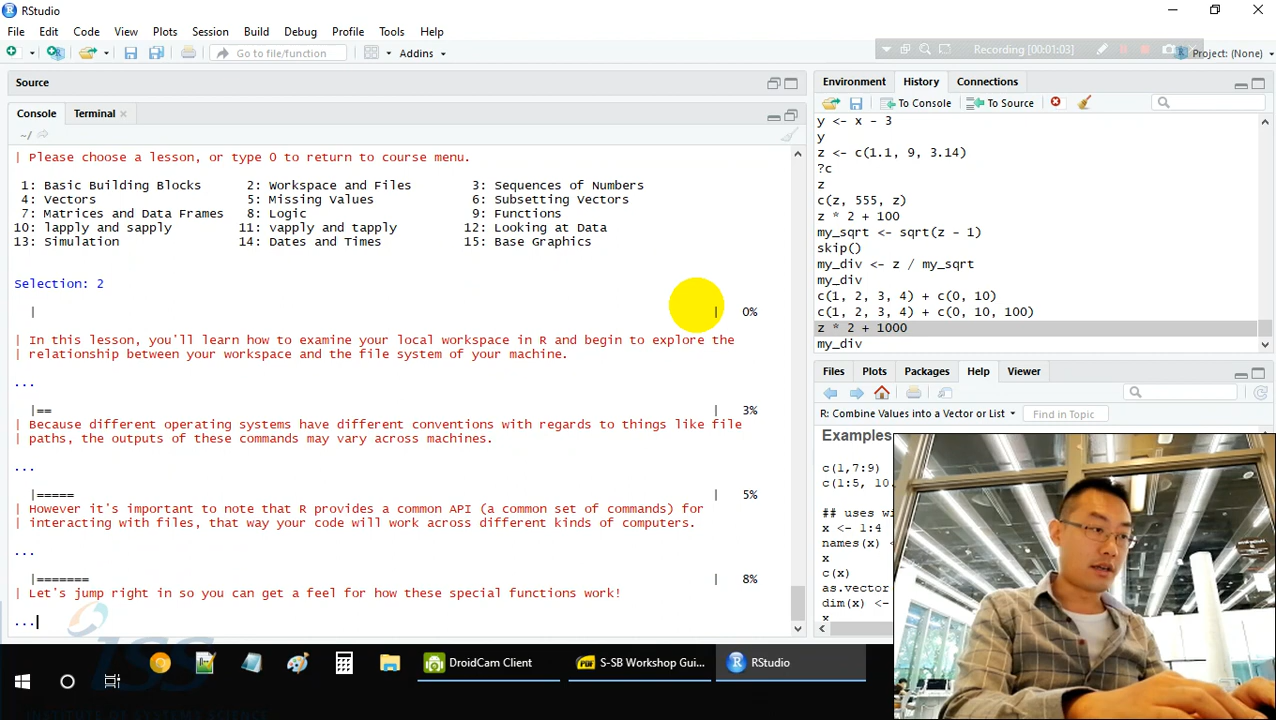 RStudio
File Edit Code View Plots Session Build Debug Profile Tools Help
Go to file/function Addins Recording [00:01:03] Project: (None)
Source
Console Terminal
~/
| Please choose a lesson, or type 0 to return to course menu.
1: Basic Building Blocks 2: Workspace and Files 3: Sequences of Numbers
4: Vectors 5: Missing Values 6: Subsetting Vectors
7: Matrices and Data Frames 8: Logic 9: Functions
10: lapply and sapply 11: vapply and tapply 12: Looking at Data
13: Simulation 14: Dates and Times 15: Base Graphics
Selection: 2
| | 0%
| In this lesson, you'll learn how to examine your local workspace in R and begin to explore the
| relationship between your workspace and the file system of your machine.
...
|== | 3%
| Because different operating systems have different conventions with regards to things like file
| paths, the outputs of these commands may vary across machines.
...
|===== | 5%
| However it's important to note that R provides a common API (a common set of commands) for
| interacting with files, that way your code will work across different kinds of computers.
...
|======= | 8%
| Let's jump right in so you can get a feel for how these special functions work!
...
Environment History Connections
To Console To Source
y <- x - 3
y
z <- c(1.1, 9, 3.14)
?c
z
c(z, 555, z)
z * 2 + 100
my_sqrt <- sqrt(z - 1)
skip()
my_div <- z / my_sqrt
my_div
c(1, 2, 3, 4) + c(0, 10)
c(1, 2, 3, 4) + c(0, 10, 100)
z * 2 + 1000
my_div
Files Plots Packages Help Viewer
R: Combine Values into a Vector or List Find in Topic
Examples
c(1,7:9)
c(1:5, 10.
## uses wi
x <- 1:4
names(x) <
x
c(x)
as.vector
dim(x) <-
x
iss
DroidCam Client S-SB Workshop Gui... RStudio